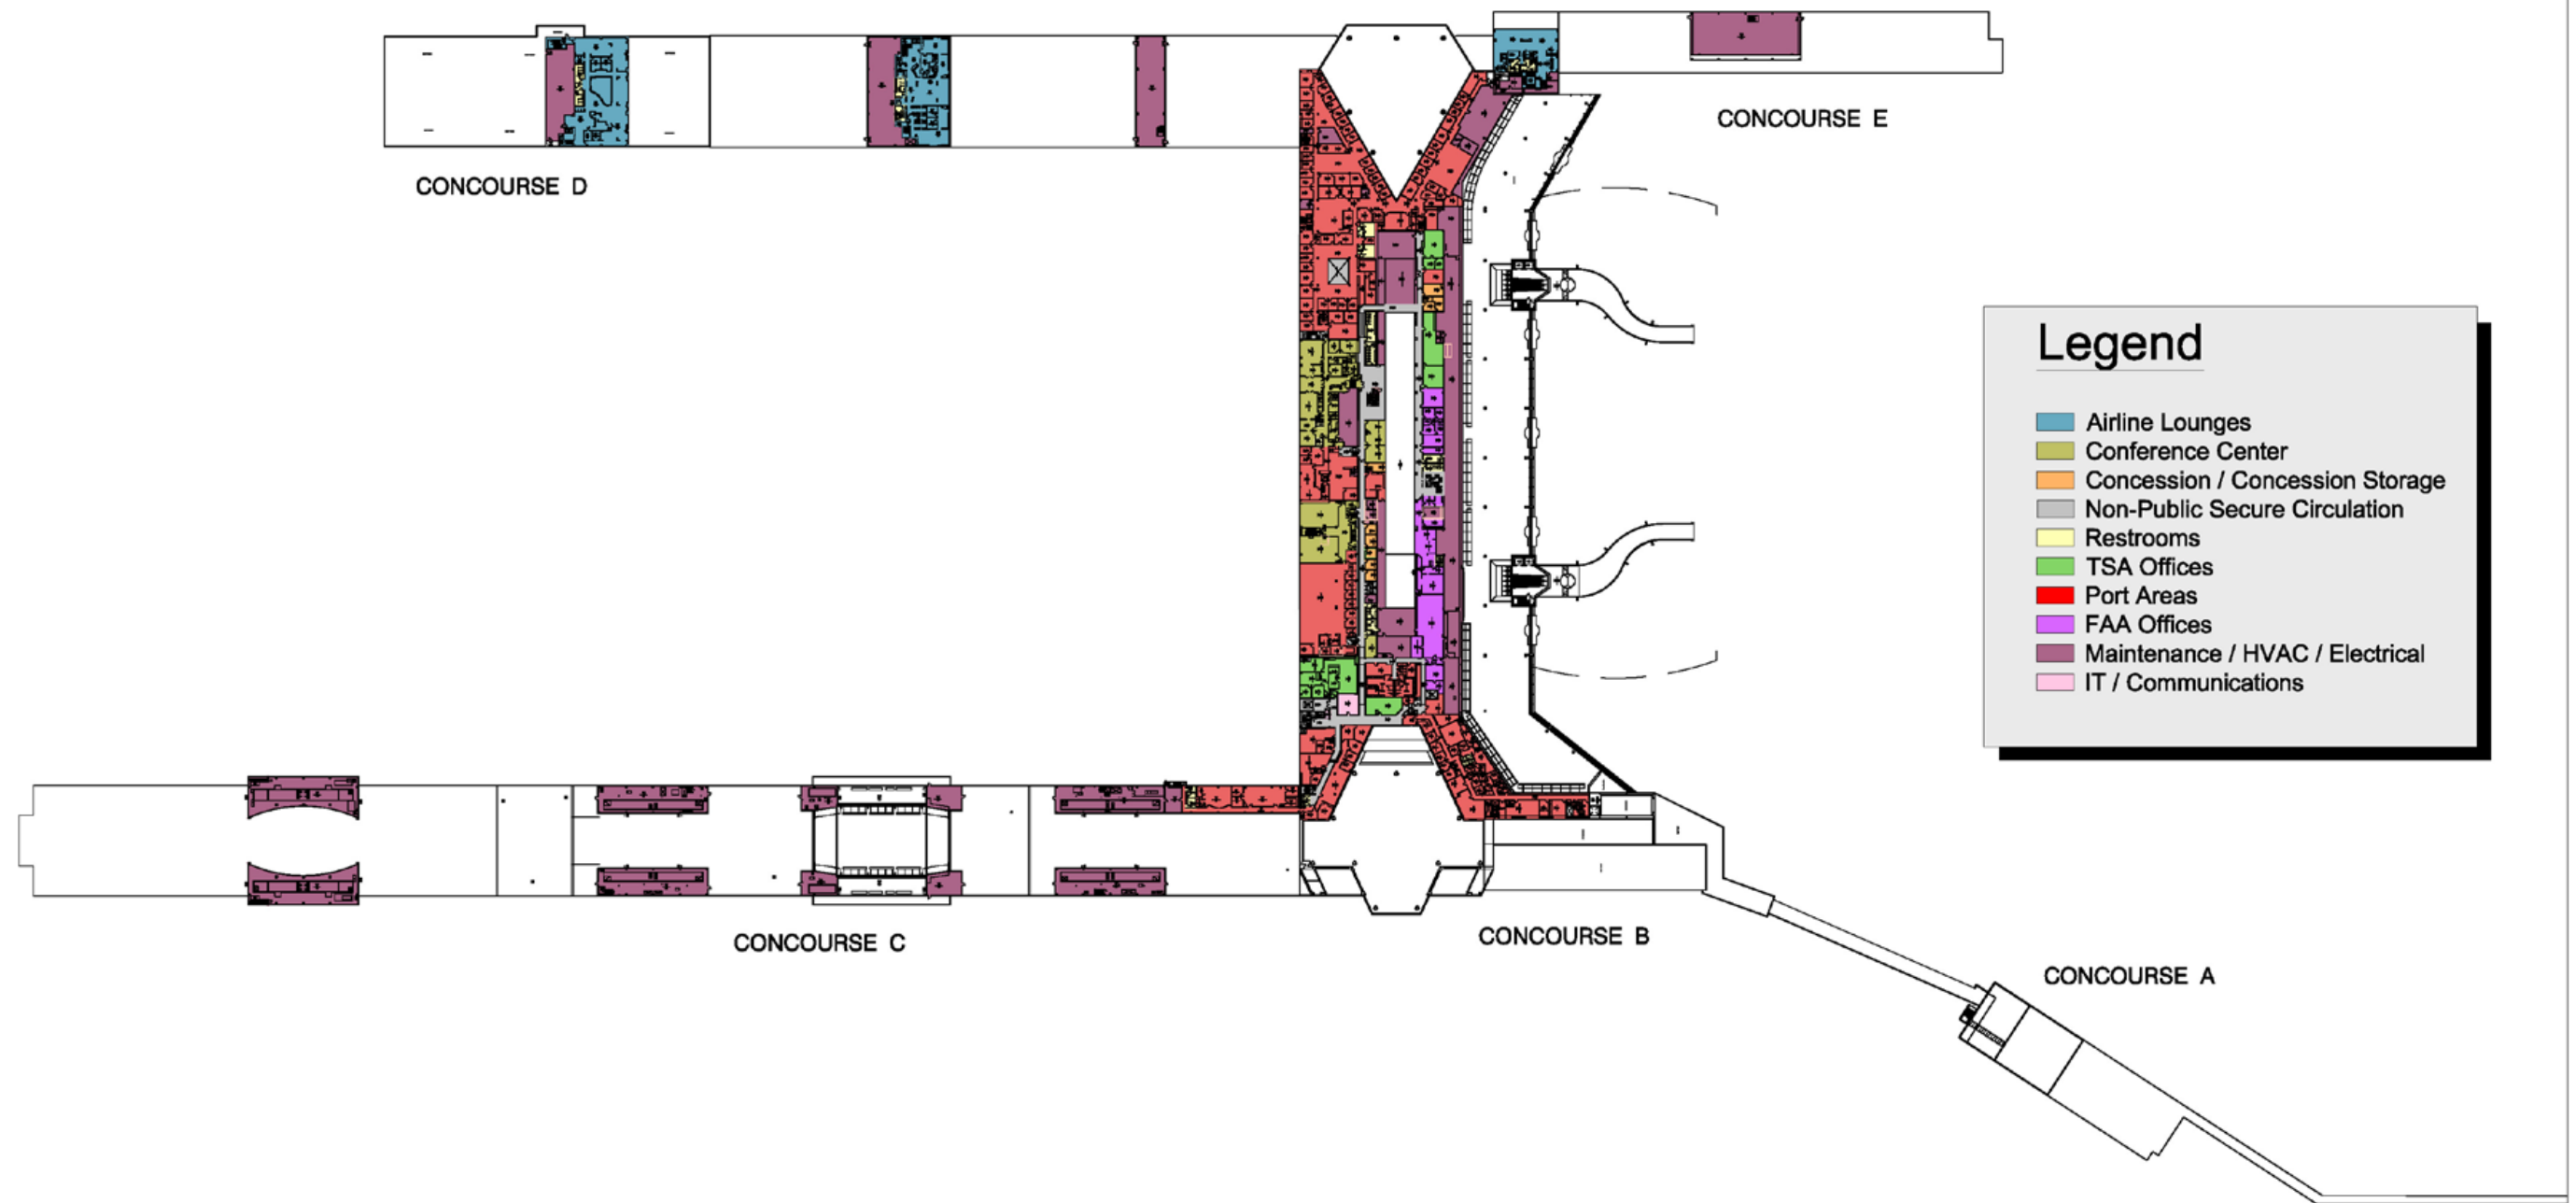 CONCOURSE E
CONCOURSE D
Legend
Airline Lounges
Conference Center
Concession / Concession Storage
Non-Public Secure Circulation
Restrooms
TSA Offices
Port Areas
FAA Offices
Maintenance / HVAC / Electrical
IT / Communications
CONCOURSE C
CONCOURSE B
CONCOURSE A